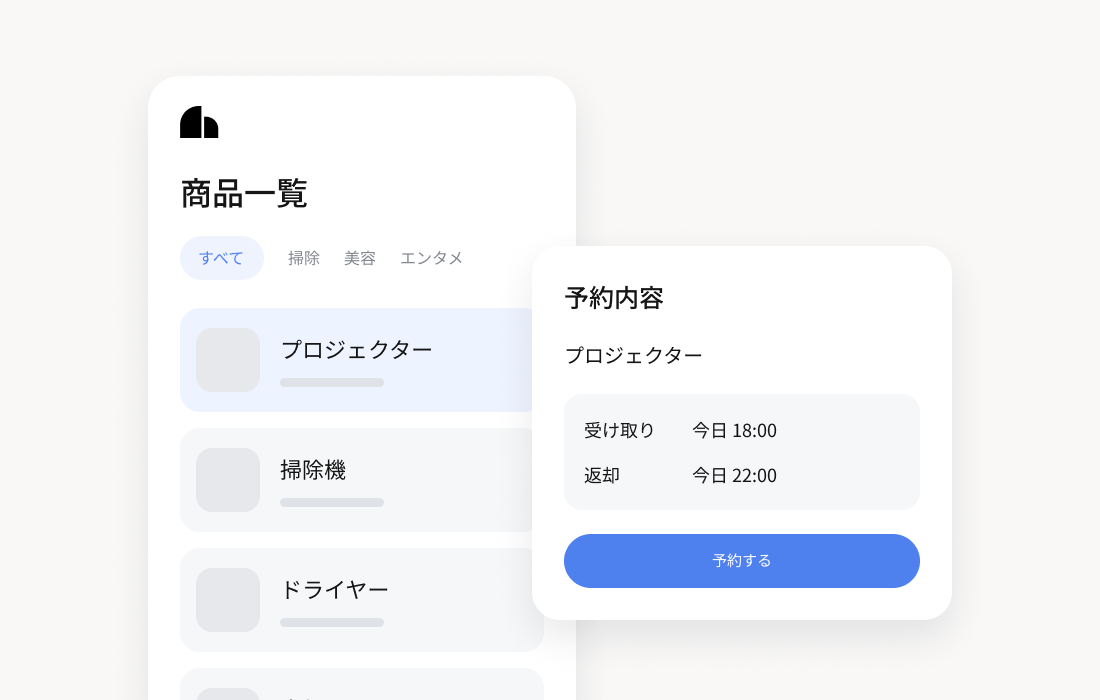 商品一覧
すべて 掃除 美容 エンタメ
プロジェクター
掃除機
ドライヤー
予約内容
プロジェクター
受け取り 今日 18:00
返却 今日 22:00
予約する